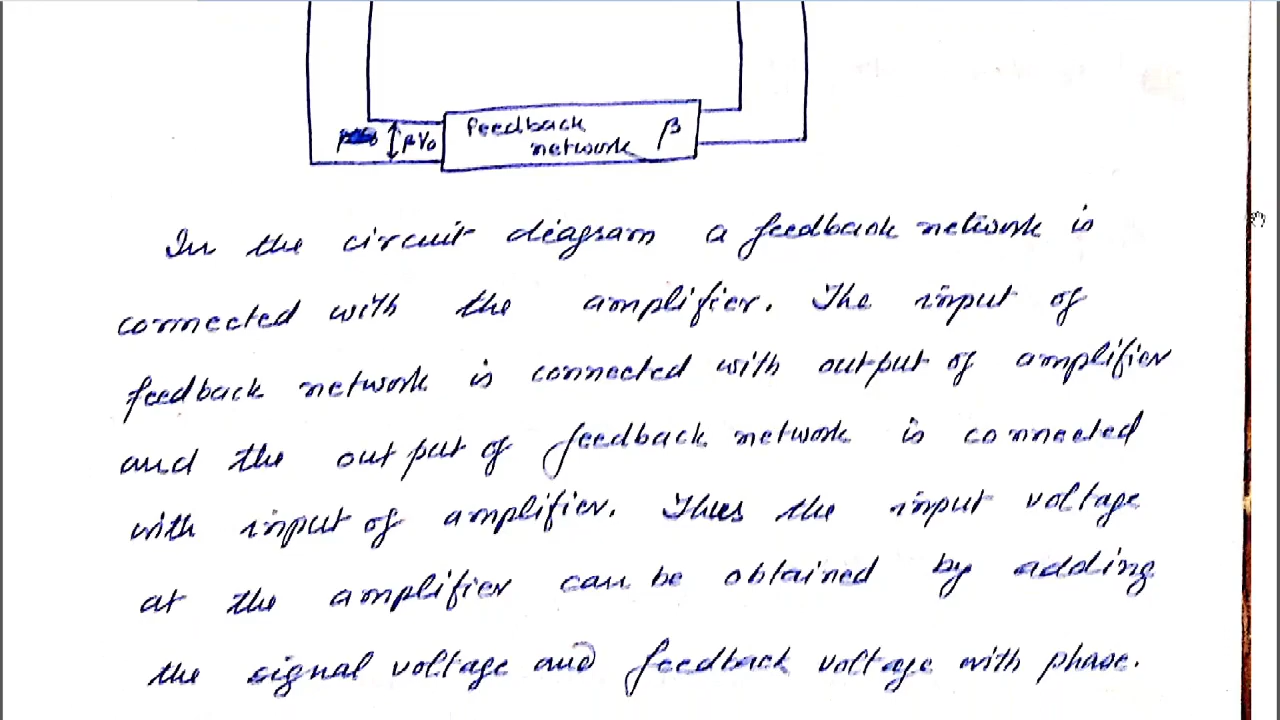 βV₀ feedback
network β
In the circuit diagram a feedback network is
connected with the amplifier. The input of
feedback network is connected with output of amplifier
and the output of feedback network is connected
with input of amplifier. Thus the input voltage
at the amplifier can be obtained by adding
the signal voltage and feedback voltage with phase.